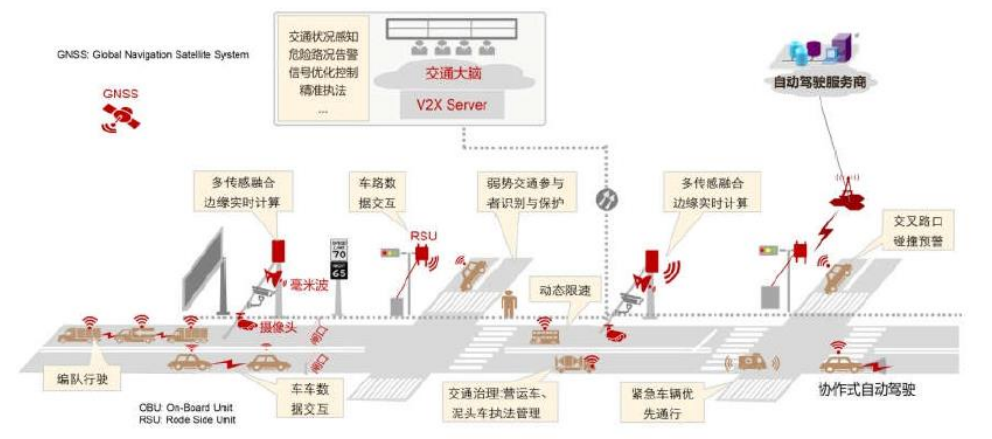 GNSS: Global Navigation Satellite System
GNSS
交通状况感知
危险路况告警
信号优化控制
精准执法
...
交通大脑
V2X Server
自动驾驶服务商
多传感融合
边缘实时计算
车路数
据交互
弱势交通参与
者识别与保护
多传感融合
边缘实时计算
交叉路口
碰撞预警
RSU
SPEED
LIMIT
70
NIGHT
65
毫米波
摄像头
动态限速
编队行驶
车车数
据交互
交通治理:营运车、
泥头车执法管理
紧急车辆优
先通行
协作式自动驾驶
OBU: On-Board Unit
RSU: Rode Side Unit